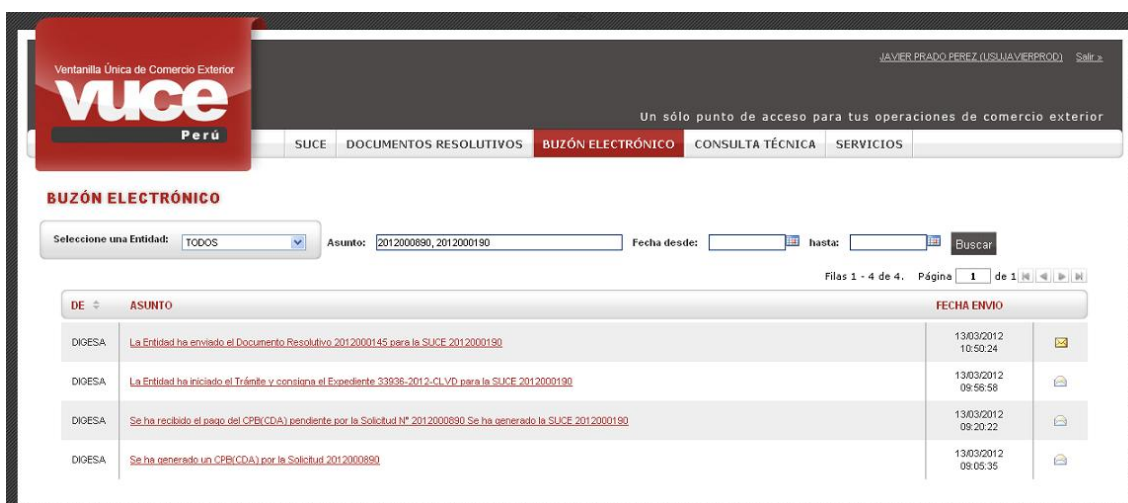 JAVIER PRADO PEREZ (USUJAVIERPROD) Salir »
Ventanilla Única de Comercio Exterior
vuce
Perú
Un sólo punto de acceso para tus operaciones de comercio exterior
SUCE DOCUMENTOS RESOLUTIVOS BUZÓN ELECTRÓNICO CONSULTA TÉCNICA SERVICIOS
BUZÓN ELECTRÓNICO
Seleccione una Entidad: TODOS Asunto: 2012000890, 2012000190 Fecha desde: hasta: Buscar
Filas 1 - 4 de 4. Página 1 de 1
DE ASUNTO FECHA ENVIO
DIGESA La Entidad ha enviado el Documento Resolutivo 2012000145 para la SUCE 2012000190 13/03/2012
10:50:24
DIGESA La Entidad ha iniciado el Trámite y consigna el Expediente 33936-2012-CLVD para la SUCE 2012000190 13/03/2012
09:56:58
DIGESA Se ha recibido el pago del CPB(CDA) pendiente por la Solicitud N° 2012000890 Se ha generado la SUCE 2012000190 13/03/2012
09:20:22
DIGESA Se ha generado un CPB(CDA) por la Solicitud 2012000890 13/03/2012
09:05:35